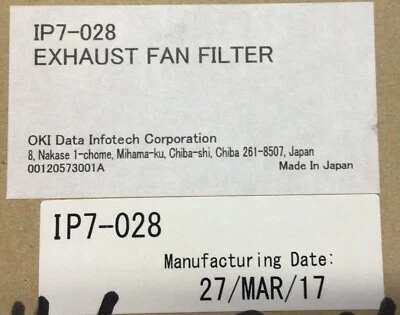 IP7-028
EXHAUST FAN FILTER
OKI Data Infotech Corporation
8, Nakase 1-chome, Mihama-ku, Chiba-shi, Chiba 261-8507, Japan
00120573001A Made In Japan
IP7-028
Manufacturing Date:
27/MAR/17